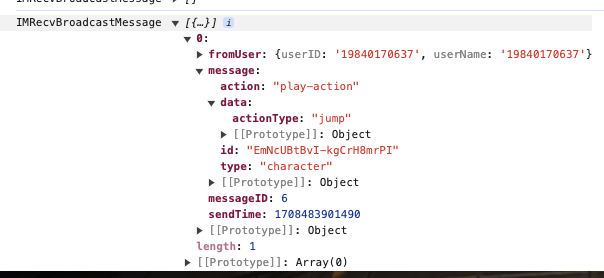 IMRecvBroadcastMessage ▼ [{…}] i
▼ 0:
▶ fromUser: {userID: '19840170637', userName: '19840170637'}
▼ message:
action: "play-action"
▼ data:
actionType: "jump"
▶ [[Prototype]]: Object
id: "EmNcUBtBvI-kgCrH8mrPI"
type: "character"
▶ [[Prototype]]: Object
messageID: 6
sendTime: 1708483901490
▶ [[Prototype]]: Object
length: 1
▶ [[Prototype]]: Array(0)